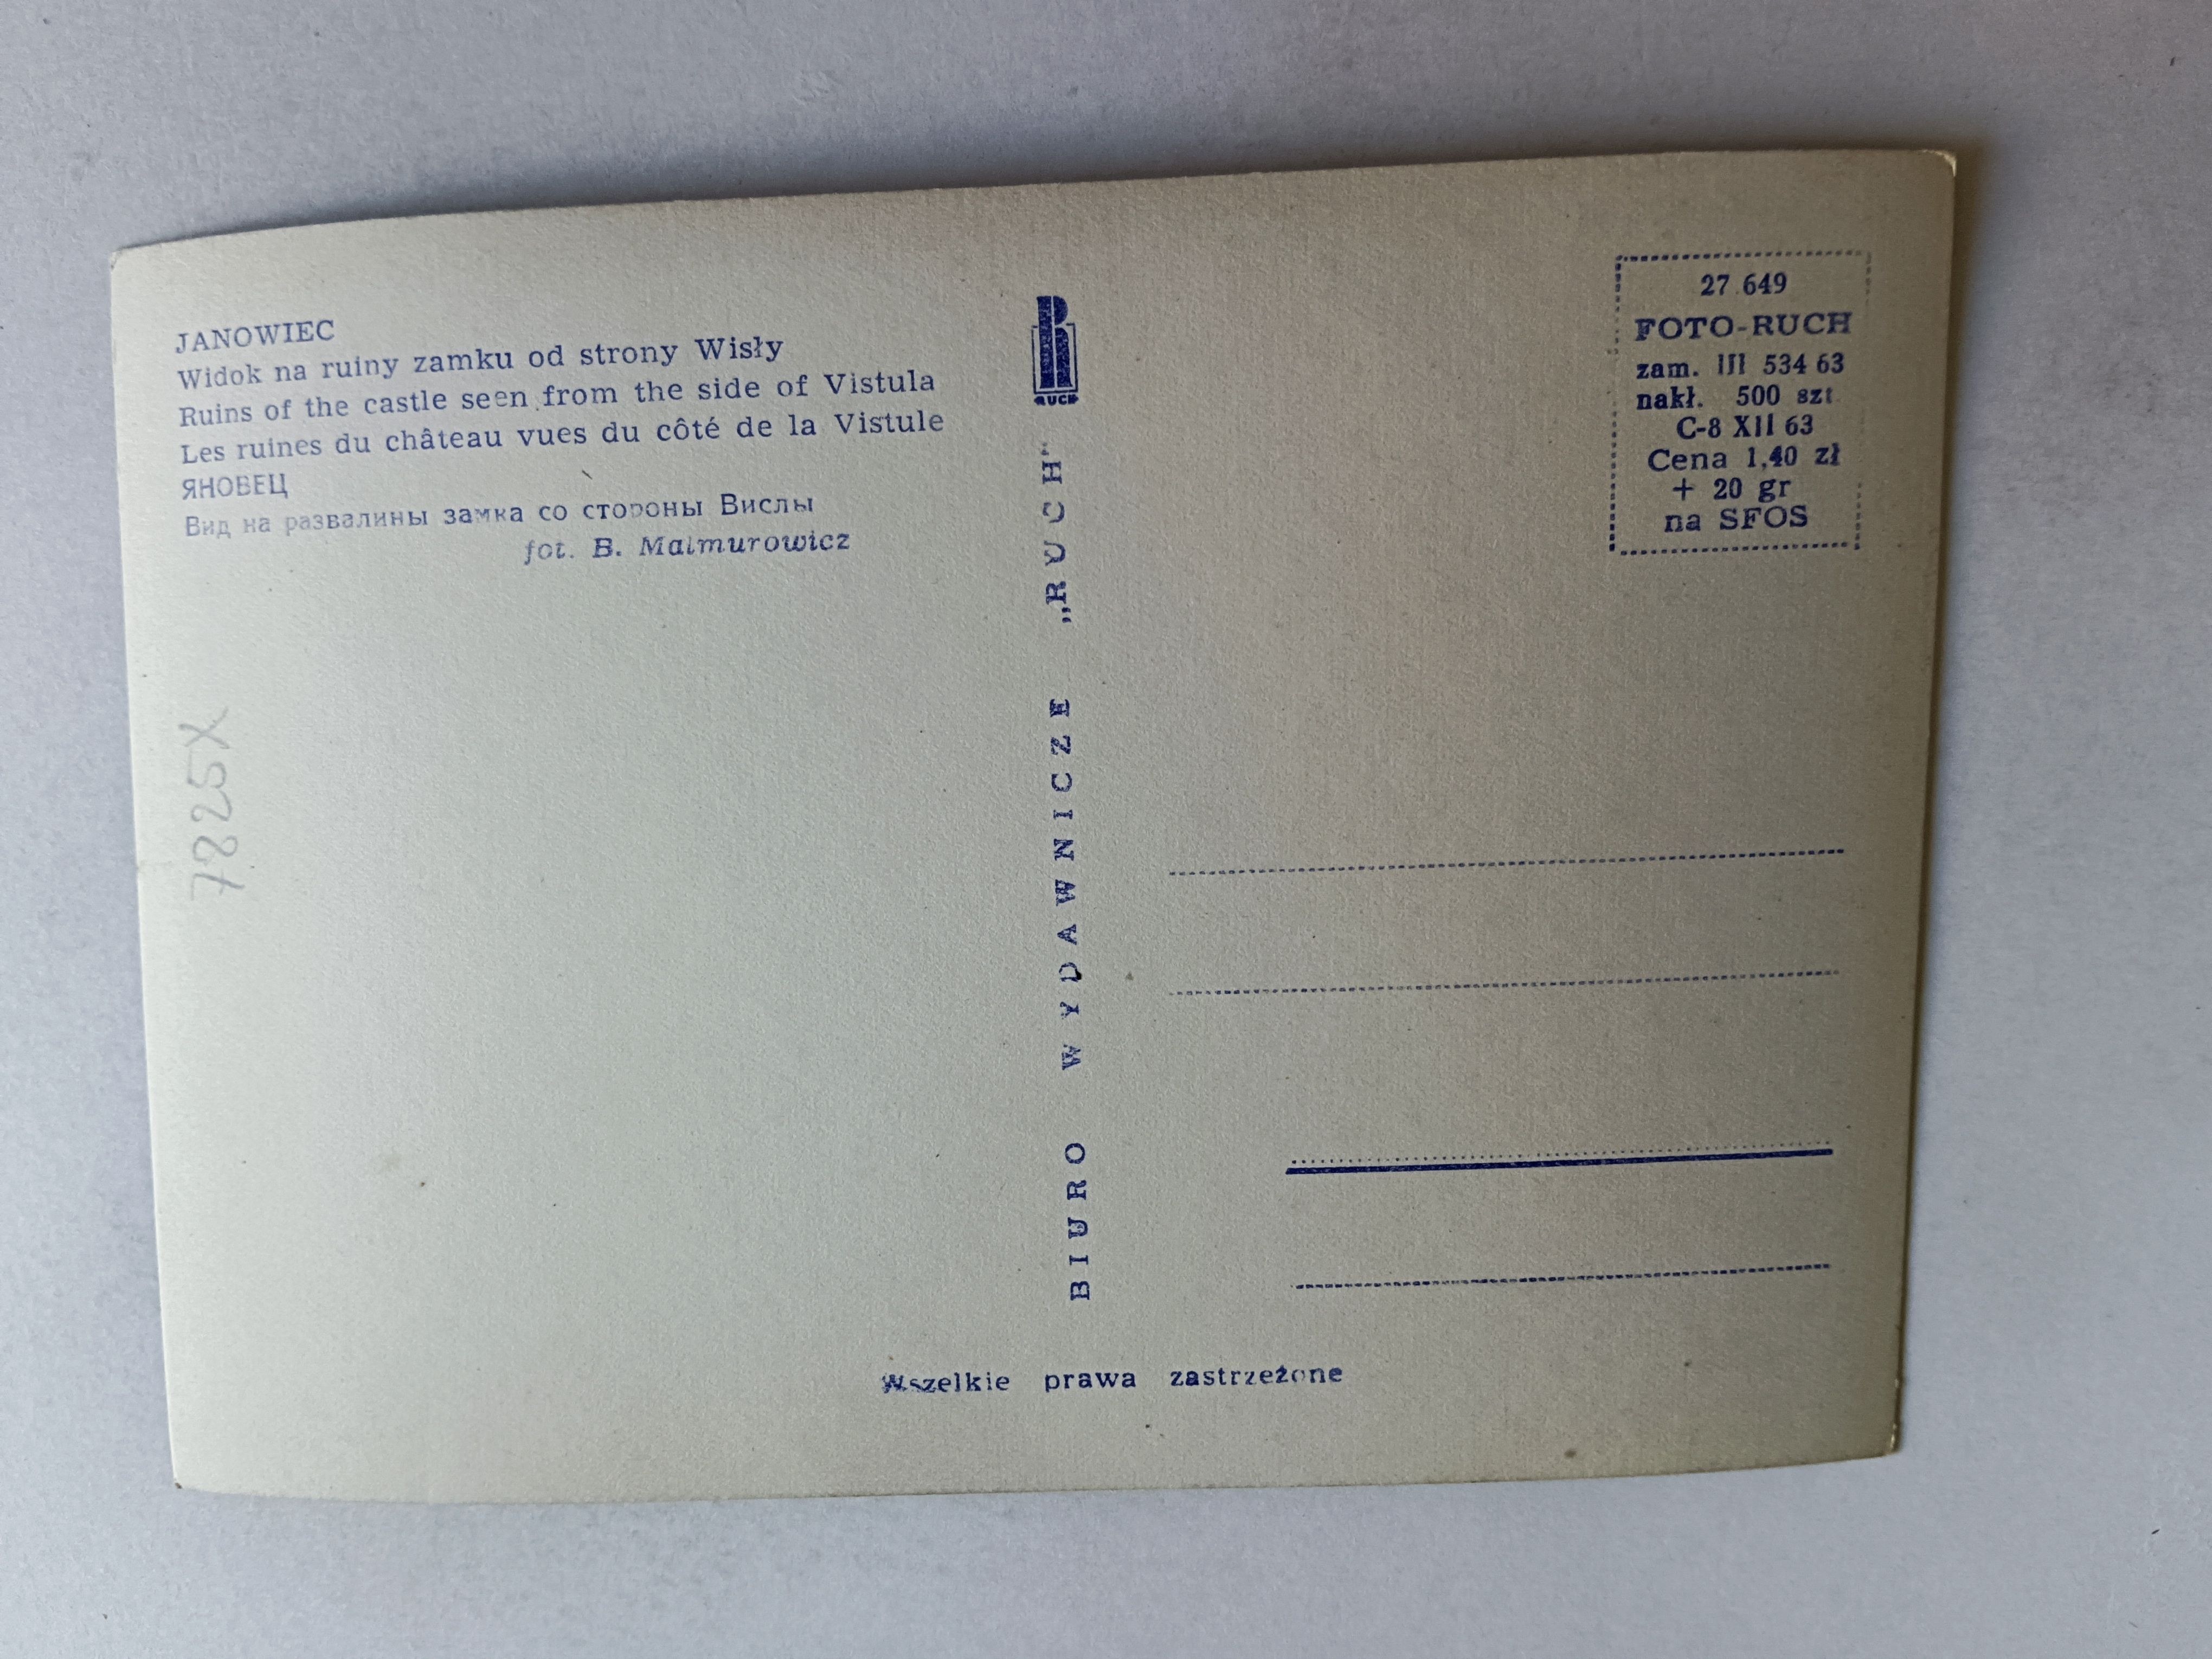 JANOWIEC
Widok na ruiny zamku od strony Wisły
Ruins of the castle seen from the side of Vistula
Les ruines du château vues du côté de la Vistule
ЯНОВЕЦ
Вид на развалины замка со стороны Вислы
fot. B. Malmurowicz
7225X
RUCH
BIURO WYDAWNICZE „RUCH"
27 649
FOTO-RUCH
zam. III 534 63
nakł. 500 szt
C-8 XII 63
Cena 1,40 zł
+ 20 gr
na SFOS
Wszelkie prawa zastrzeżone